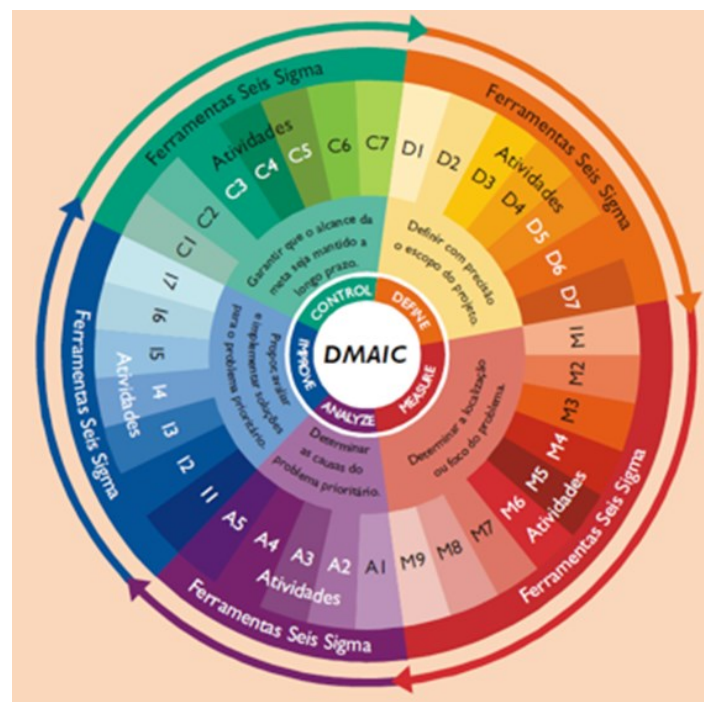 DMAIC
DEFINE
Definir com precisão
o escopo do projeto.
D1
D2
D3
D4
D5
D6
D7
Atividades
Ferramentas Seis Sigma
MEASURE
Determinar a localização
ou foco do problema.
M1
M2
M3
M4
M5
M6
M7
M8
M9
Atividades
Ferramentas Seis Sigma
ANALYZE
Determinar
as causas do
problema prioritário.
A1
A2
A3
A4
A5
Atividades
Ferramentas Seis Sigma
IMPROVE
Propor, avaliar
e implementar soluções
para o problema prioritário.
I1
I2
I3
I4
I5
I6
I7
Atividades
Ferramentas Seis Sigma
CONTROL
Garantir que o alcance da
meta seja mantido a
longo prazo.
C1
C2
C3
C4
C5
C6
C7
Atividades
Ferramentas Seis Sigma